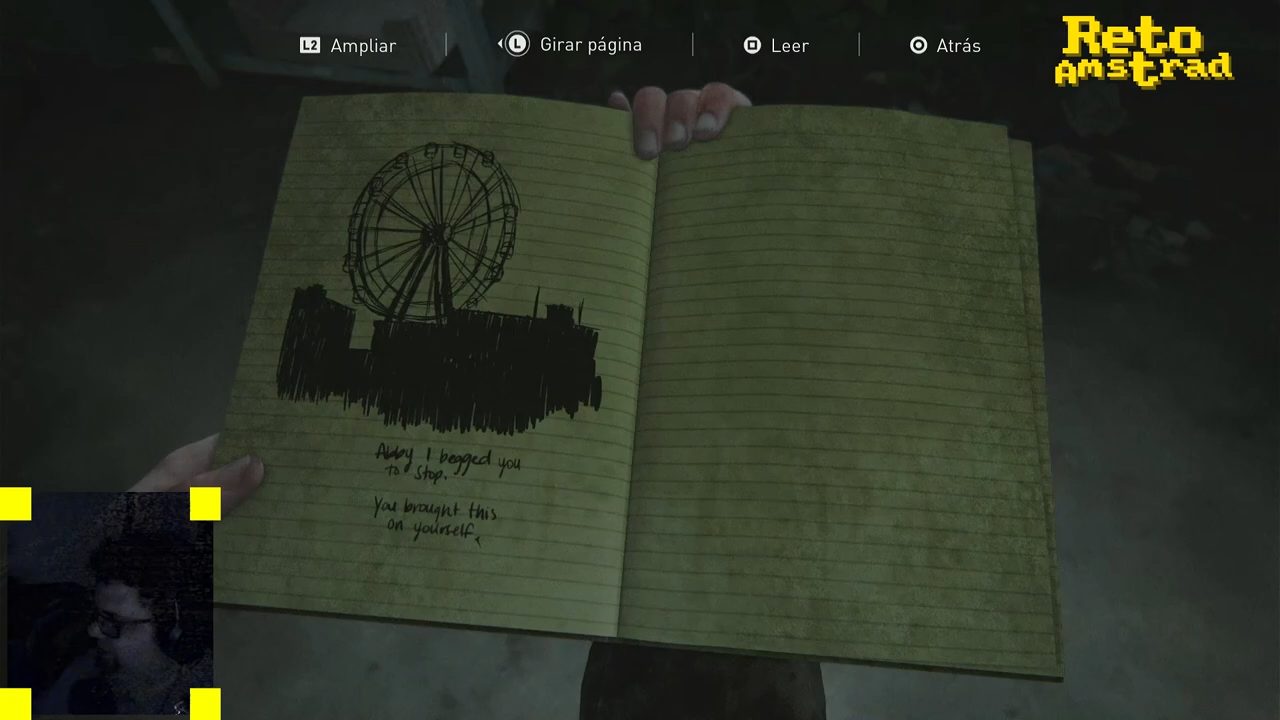 L2 Ampliar
L Girar página
Leer
Atrás
Reto
Amstrad
Abby I begged you
to stop.
You brought this
on yourself.